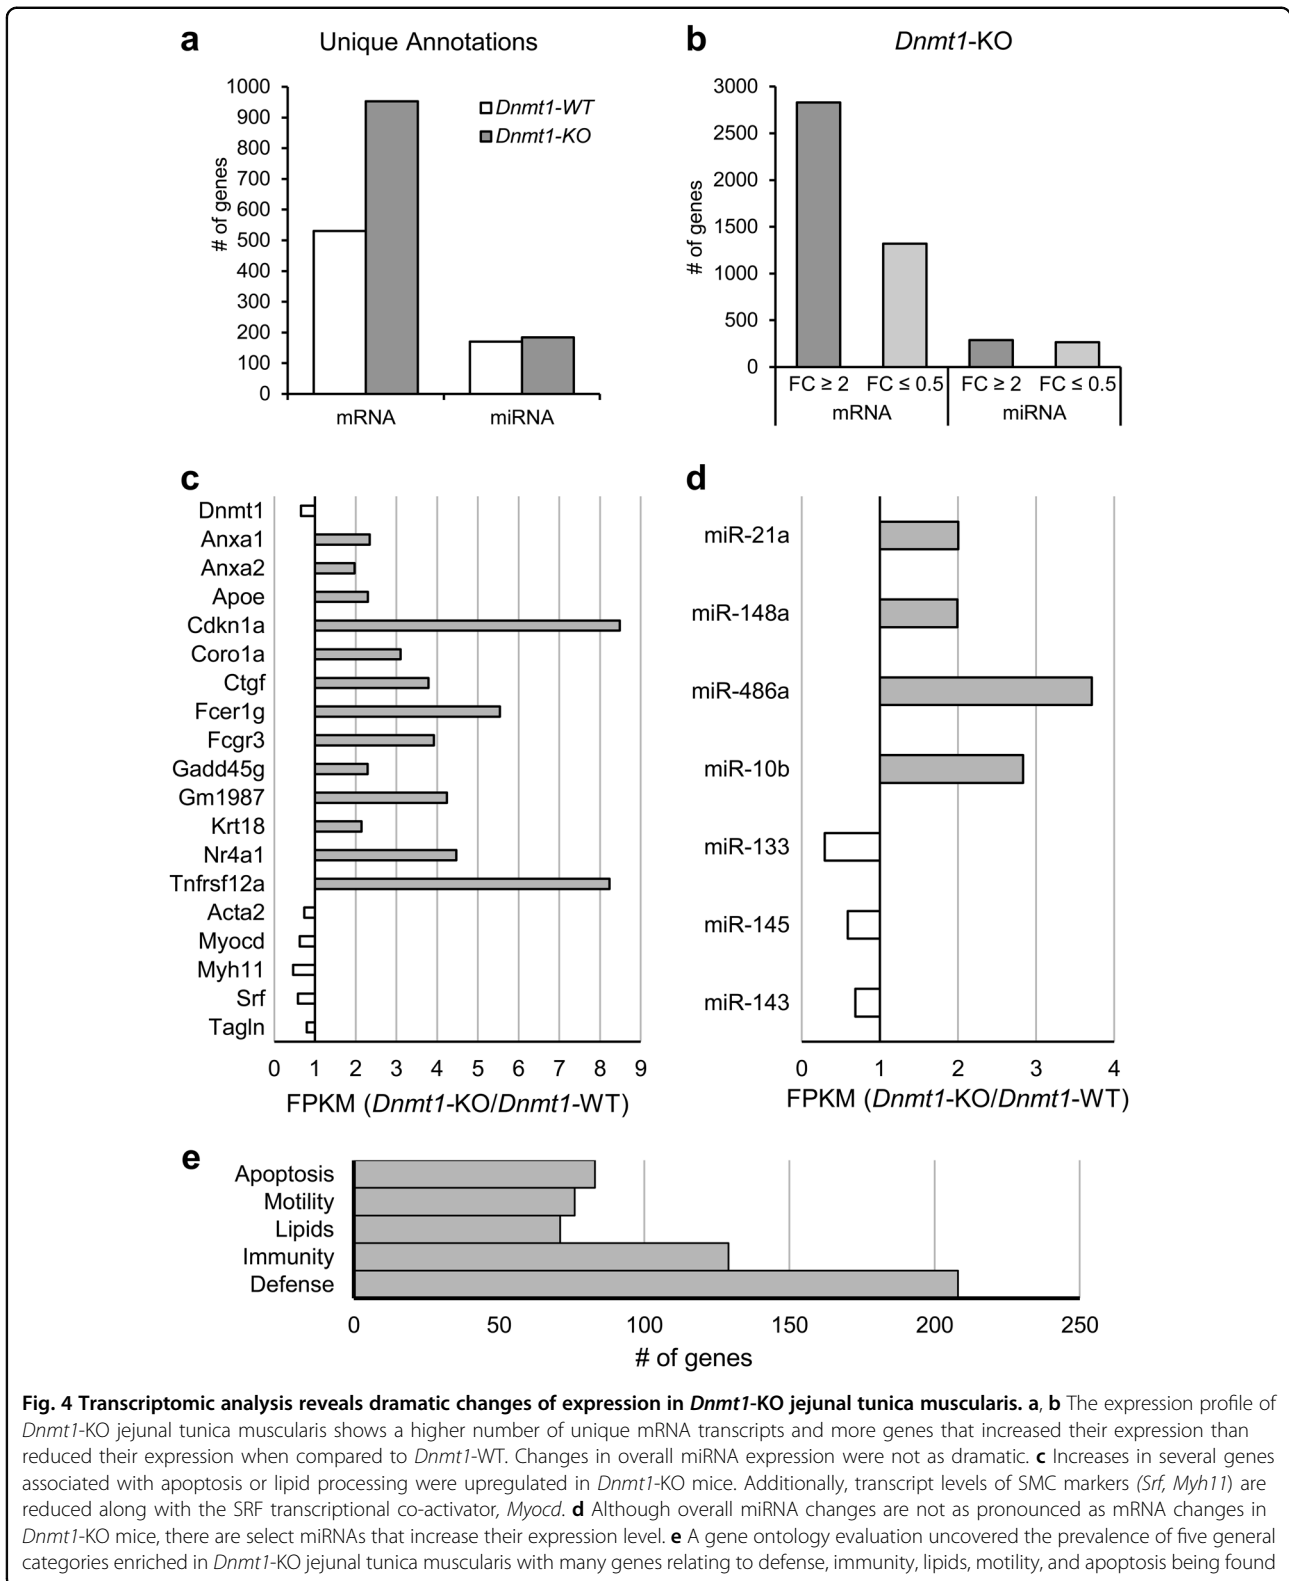 a
Unique Annotations
1000
900
800
700
600
500
400
300
200
100
0
# of genes
Dnmt1-WT
Dnmt1-KO
mRNA
miRNA
b
Dnmt1-KO
3000
2500
2000
1500
1000
500
0
# of genes
FC ≥ 2 FC ≤ 0.5 FC ≥ 2 FC ≤ 0.5
mRNA miRNA
c
Dnmt1
Anxa1
Anxa2
Apoe
Cdkn1a
Coro1a
Ctgf
Fcer1g
Fcgr3
Gadd45g
Gm1987
Krt18
Nr4a1
Tnfrsf12a
Acta2
Myocd
Myh11
Srf
Tagln
0 1 2 3 4 5 6 7 8 9
FPKM (Dnmt1-KO/Dnmt1-WT)
d
miR-21a
miR-148a
miR-486a
miR-10b
miR-133
miR-145
miR-143
0 1 2 3 4
FPKM (Dnmt1-KO/Dnmt1-WT)
e
Apoptosis
Motility
Lipids
Immunity
Defense
0 50 100 150 200 250
# of genes
Fig. 4 Transcriptomic analysis reveals dramatic changes of expression in Dnmt1-KO jejunal tunica muscularis. a, b The expression profile of
Dnmt1-KO jejunal tunica muscularis shows a higher number of unique mRNA transcripts and more genes that increased their expression than
reduced their expression when compared to Dnmt1-WT. Changes in overall miRNA expression were not as dramatic. c Increases in several genes
associated with apoptosis or lipid processing were upregulated in Dnmt1-KO mice. Additionally, transcript levels of SMC markers (Srf, Myh11) are
reduced along with the SRF transcriptional co-activator, Myocd. d Although overall miRNA changes are not as pronounced as mRNA changes in
Dnmt1-KO mice, there are select miRNAs that increase their expression level. e A gene ontology evaluation uncovered the prevalence of five general
categories enriched in Dnmt1-KO jejunal tunica muscularis with many genes relating to defense, immunity, lipids, motility, and apoptosis being found